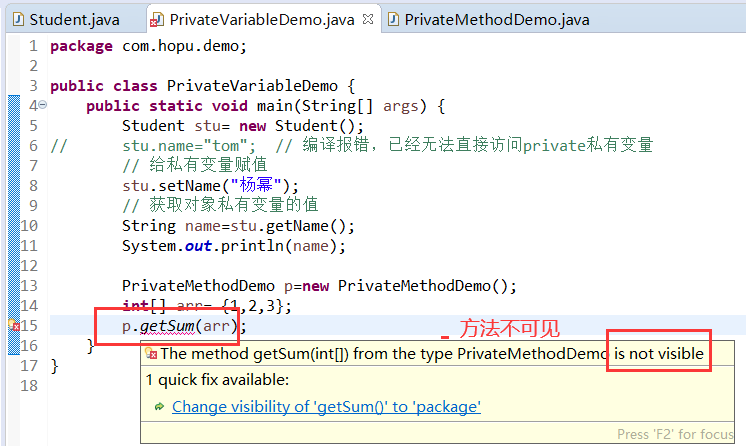 Student.java
PrivateVariableDemo.java
PrivateMethodDemo.java
1 package com.hopu.demo;
2
3 public class PrivateVariableDemo {
4 public static void main(String[] args) {
5 Student stu= new Student();
6 // stu.name="tom"; // 编译报错，已经无法直接访问private私有变量
7 // 给私有变量赋值
8 stu.setName("杨幂");
9 // 获取对象私有变量的值
10 String name=stu.getName();
11 System.out.println(name);
12
13 PrivateMethodDemo p=new PrivateMethodDemo();
14 int[] arr= {1,2,3};
15 p.getSum(arr);
方法不可见
16 }
The method getSum(int[]) from the type PrivateMethodDemo is not visible
17 }
1 quick fix available:
18
Change visibility of 'getSum()' to 'package'
Press 'F2' for focus